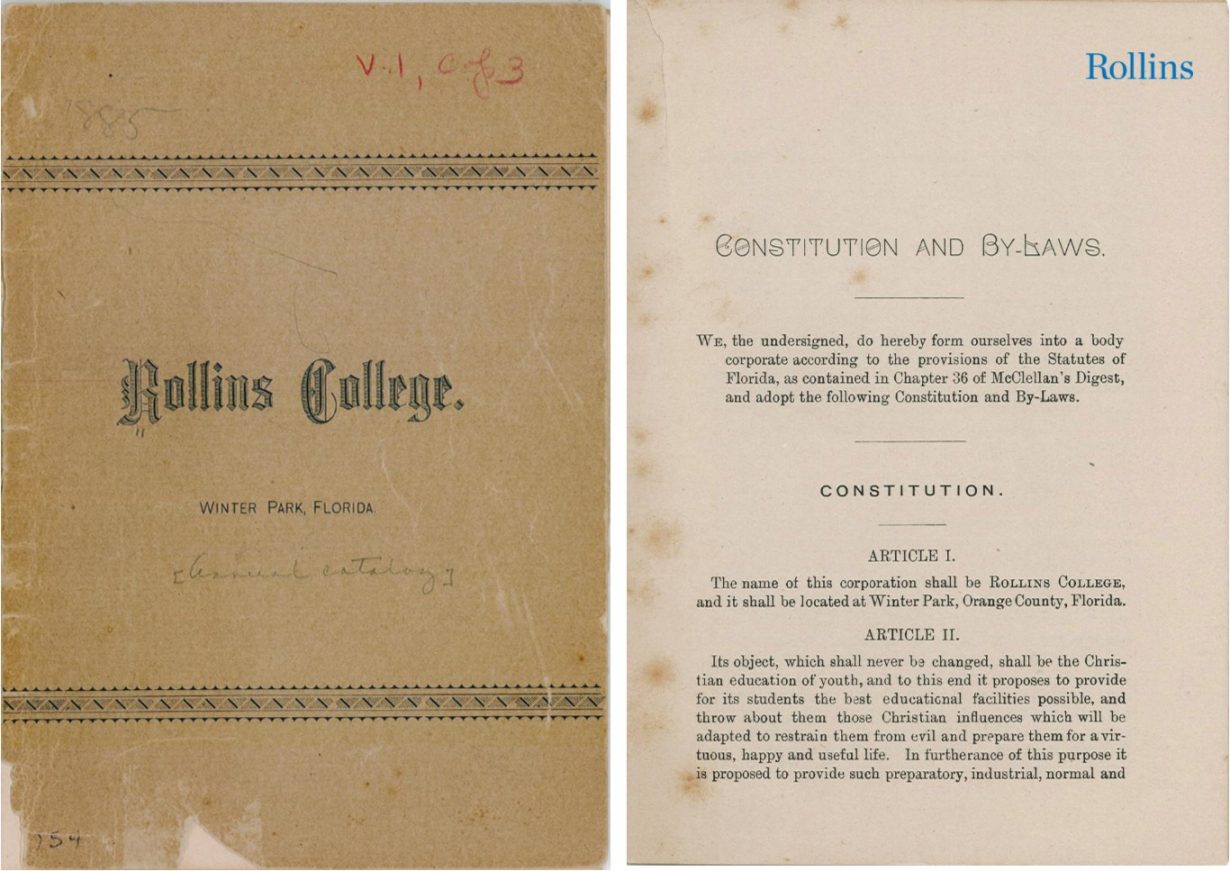 V.1, Cop 3
1885
Rollins College.
WINTER PARK, FLORIDA.
[Annual catalog]
154
Rollins
CONSTITUTION AND BY-LAWS.
WE, the undersigned, do hereby form ourselves into a body
corporate according to the provisions of the Statutes of
Florida, as contained in Chapter 36 of McClellan's Digest,
and adopt the following Constitution and By-Laws.
CONSTITUTION.
ARTICLE I.
The name of this corporation shall be ROLLINS COLLEGE,
and it shall be located at Winter Park, Orange County, Florida.
ARTICLE II.
Its object, which shall never be changed, shall be the Chris-
tian education of youth, and to this end it proposes to provide
for its students the best educational facilities possible, and
throw about them those Christian influences which will be
adapted to restrain them from evil and prepare them for a vir-
tuous, happy and useful life. In furtherance of this purpose it
is proposed to provide such preparatory, industrial, normal and